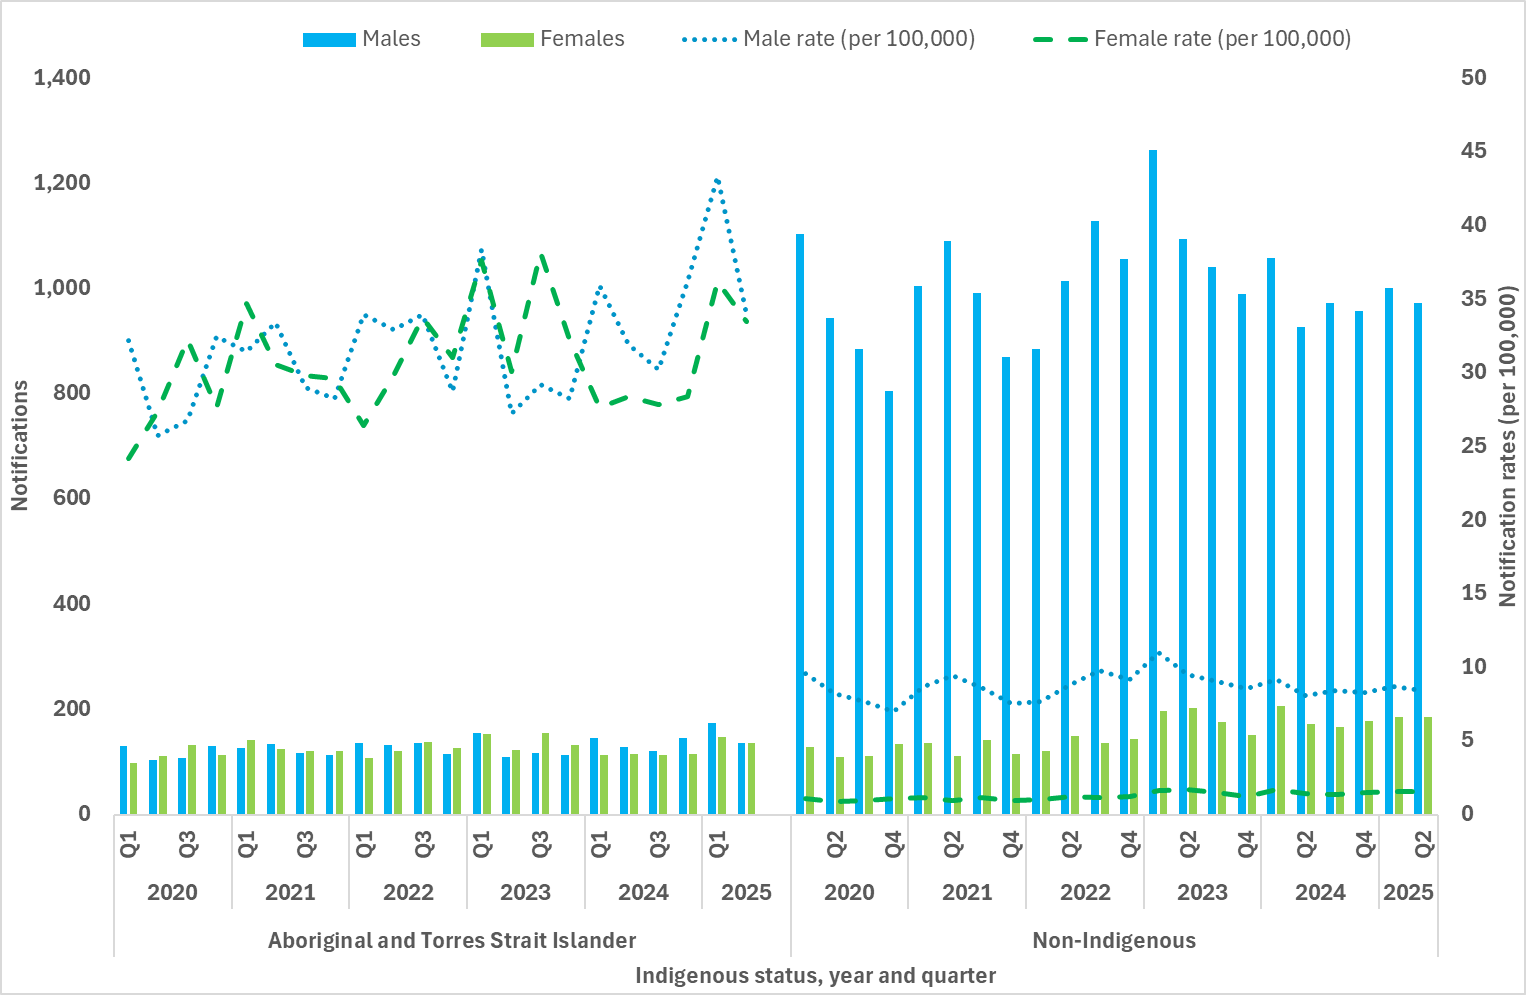 Males Females Male rate (per 100,000) Female rate (per 100,000)
1,400 50
45
1,200
40
1,000
35
800
30
25
600
20
400
15
10
200
5
0 0
Notifications
Notification rates (per 100,000)
Q1 Q3 Q1 Q3 Q1 Q3 Q1 Q3 Q1 Q3 Q1 Q2 Q4 Q2 Q4 Q2 Q4 Q2 Q4 Q2 Q4 Q2
2020 2021 2022 2023 2024 2025 2020 2021 2022 2023 2024 2025
Aboriginal and Torres Strait Islander Non-Indigenous
Indigenous status, year and quarter